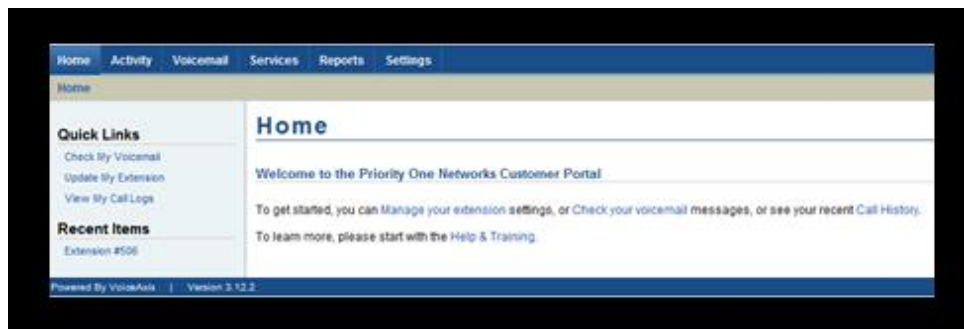 Home Activity Voicemail Services Reports Settings
Home
Quick Links
Check My Voicemail
Update My Extension
View My Call Logs
Recent Items
Extension #506
Home
Welcome to the Priority One Networks Customer Portal
To get started, you can Manage your extension settings, or Check your voicemail messages, or see your recent Call History.
To learn more, please start with the Help & Training.
Powered By VoiceAxis | Version 3.12.2